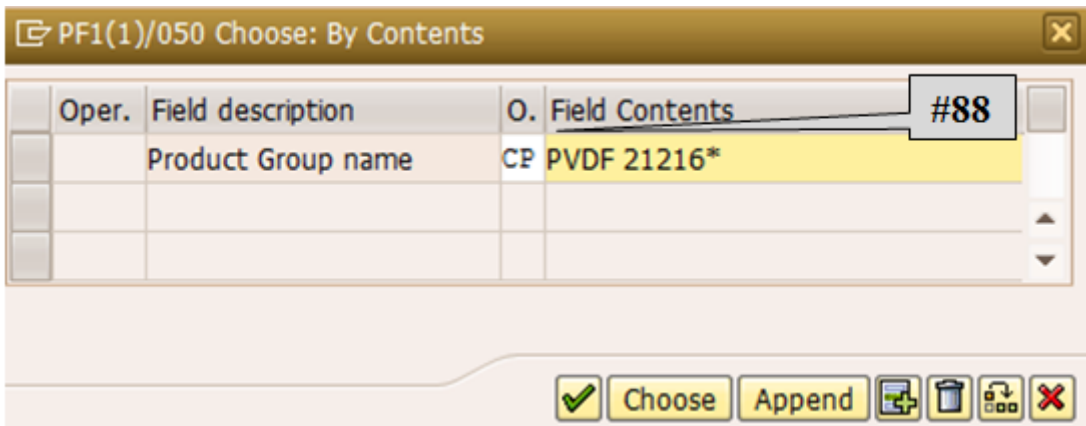 PF1(1)/050 Choose: By Contents
Oper. Field description O. Field Contents #88
Product Group name CP PVDF 21216*
Choose Append